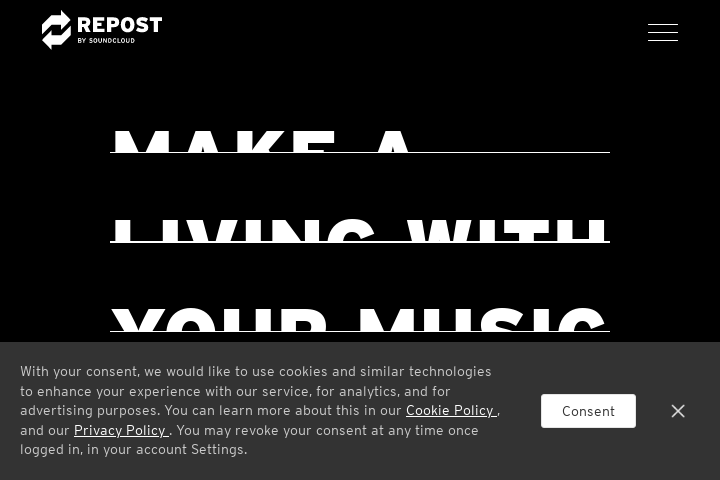 REPOST
BY SOUNDCLOUD
MAKE A
LIVING WITH
YOUR MUSIC
With your consent, we would like to use cookies and similar technologies
to enhance your experience with our service, for analytics, and for
advertising purposes. You can learn more about this in our Cookie Policy ,
and our Privacy Policy . You may revoke your consent at any time once
logged in, in your account Settings.
Consent